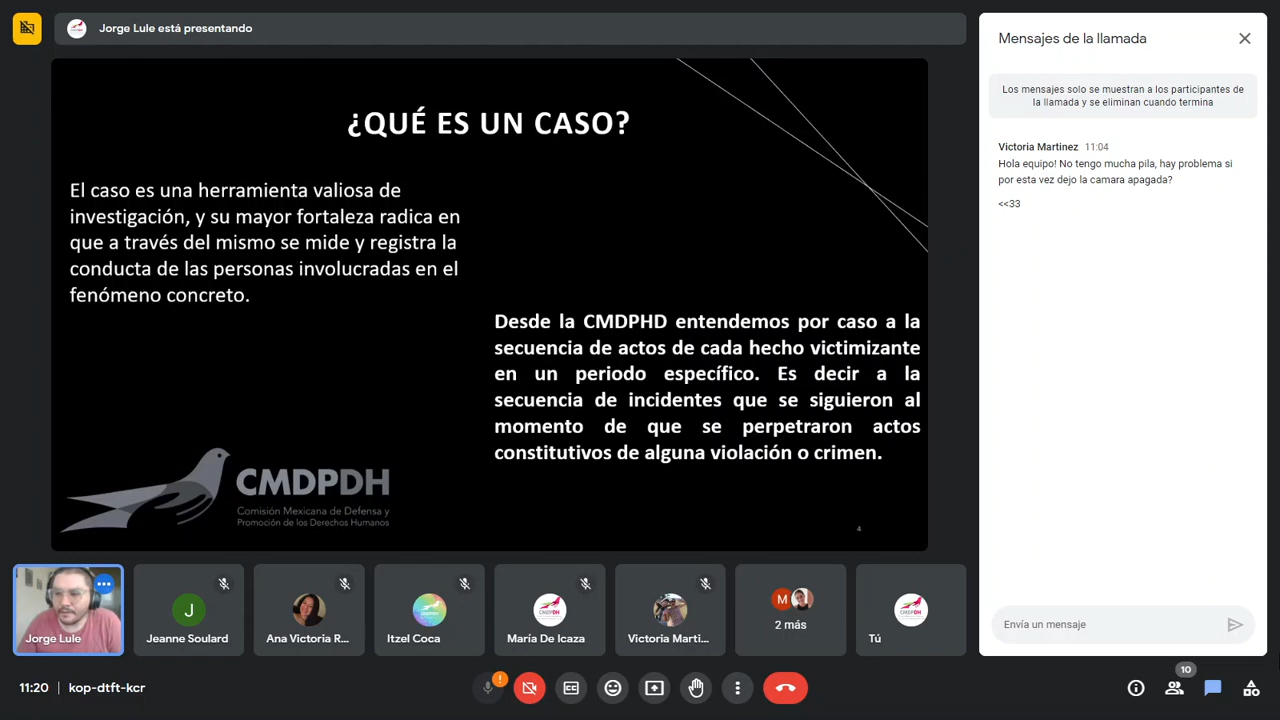 Jorge Lule está presentando
¿QUÉ ES UN CASO?
El caso es una herramienta valiosa de
investigación, y su mayor fortaleza radica en
que a través del mismo se mide y registra la
conducta de las personas involucradas en el
fenómeno concreto.
Desde la CMDPHD entendemos por caso a la
secuencia de actos de cada hecho victimizante
en un periodo específico. Es decir a la
secuencia de incidentes que se siguieron al
momento de que se perpetraron actos
constitutivos de alguna violación o crimen.
CMDPDH
Comisión Mexicana de Defensa y
Promoción de los Derechos Humanos
4
Mensajes de la llamada
Los mensajes solo se muestran a los participantes de
la llamada y se eliminan cuando termina
Victoria Martinez 11:04
Hola equipo! No tengo mucha pila, hay problema si
por esta vez dejo la camara apagada?
<<33
Envía un mensaje
Jorge Lule
J
Jeanne Soulard
Ana Victoria R...
Itzel Coca
CMDPDH
María De Icaza
Victoria Marti...
M
2 más
CMDPDH
Tú
11:20 | kop-dtft-kcr
10